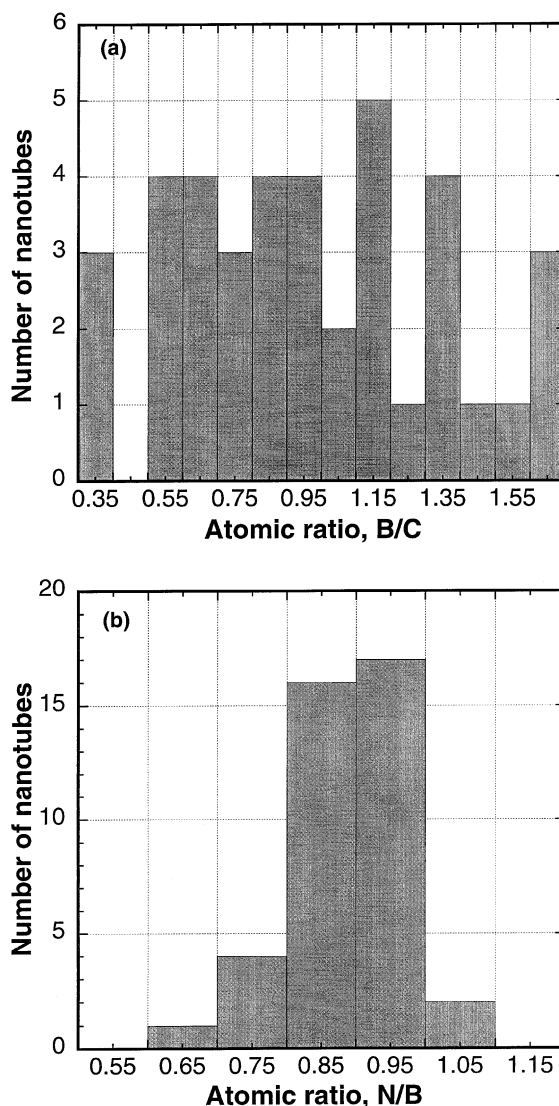 6
(a)
5
4
3
2
1
0
Number of nanotubes
0.35 0.55 0.75 0.95 1.15 1.35 1.55
Atomic ratio, B/C
20
(b)
15
10
5
0
Number of nanotubes
0.55 0.65 0.75 0.85 0.95 1.05 1.15
Atomic ratio, N/B